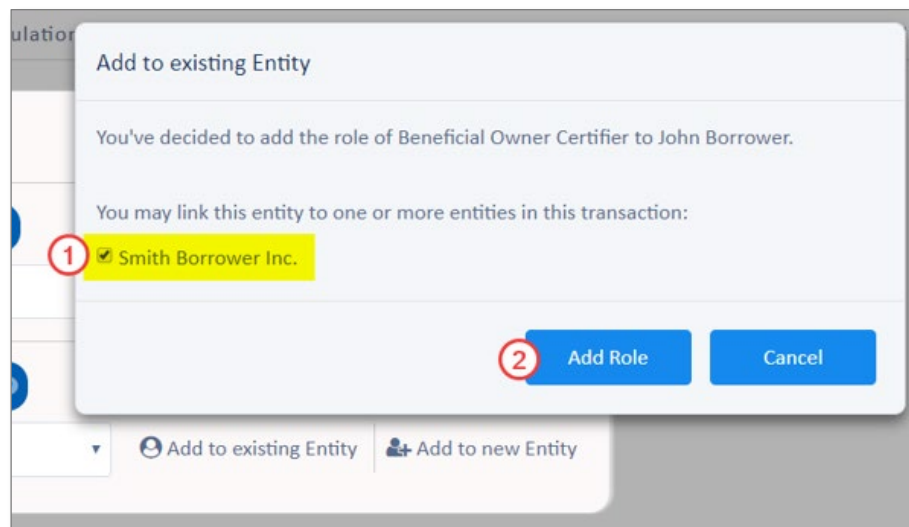 ulation
Add to existing Entity
You've decided to add the role of Beneficial Owner Certifier to John Borrower.
You may link this entity to one or more entities in this transaction:
1 Smith Borrower Inc.
2 Add Role Cancel
Add to existing Entity Add to new Entity